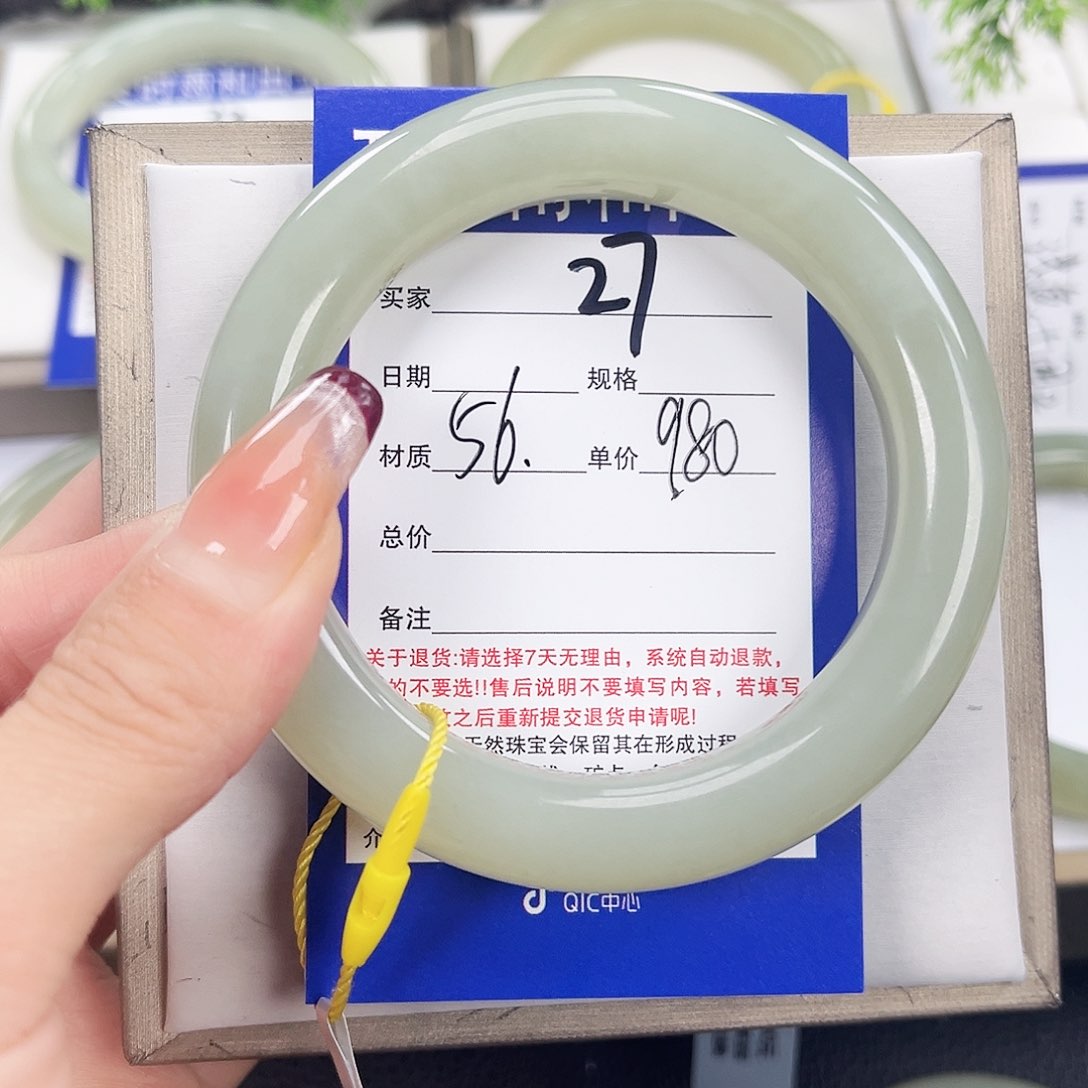 买家 27
日期 规格
材质 56. 单价 980
总价
备注
关于退货:请选择7天无理由，系统自动退款，
的不要选!!售后说明不要填写内容，若填写
之后重新提交退货申请呢!
天然珠宝会保留其在形成过程
介
QIC中心